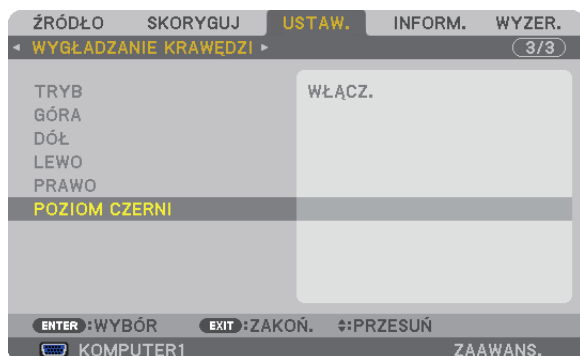 ŹRÓDŁO SKORYGUJ USTAW. INFORM. WYZER.
◂ WYGŁADZANIE KRAWĘDZI ▸ 3/3
TRYB WŁĄCZ.
GÓRA
DÓŁ
LEWO
PRAWO
POZIOM CZERNI
ENTER:WYBÓR EXIT:ZAKOŃ. ≑:PRZESUŃ
KOMPUTER1 ZAAWANS.